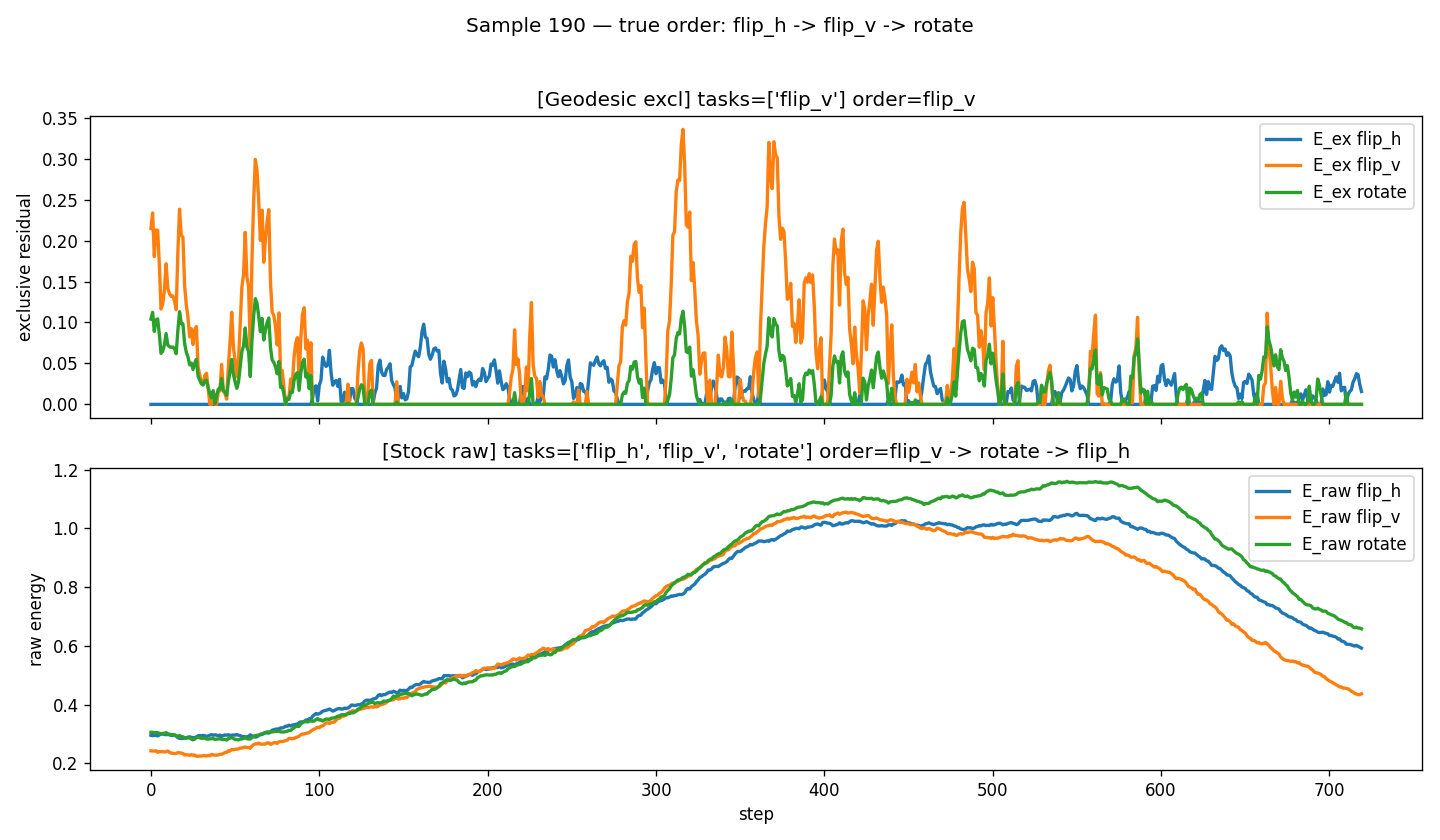 Sample 190 — true order: flip_h -> flip_v -> rotate
[Geodesic excl] tasks=['flip_v'] order=flip_v
exclusive residual
0.35
0.30
0.25
0.20
0.15
0.10
0.05
0.00
E_ex flip_h
E_ex flip_v
E_ex rotate
[Stock raw] tasks=['flip_h', 'flip_v', 'rotate'] order=flip_v -> rotate -> flip_h
raw energy
1.2
1.0
0.8
0.6
0.4
0.2
E_raw flip_h
E_raw flip_v
E_raw rotate
0 100 200 300 400 500 600 700
step